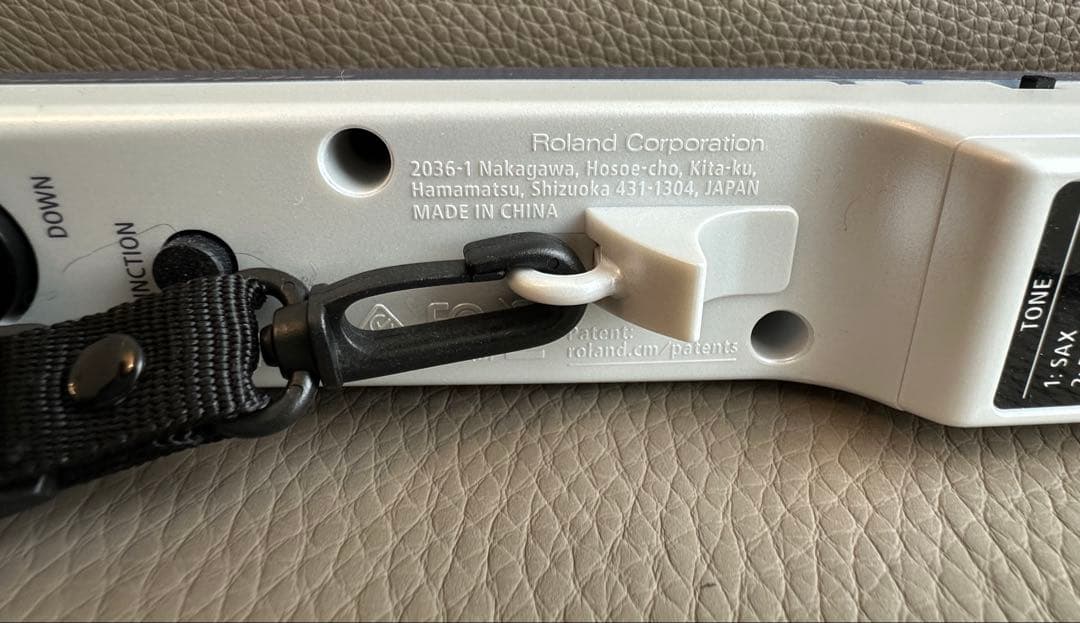 Roland Corporation
2036-1 Nakagawa, Hosoe-cho, Kita-ku,
Hamamatsu, Shizuoka 431-1304, JAPAN
MADE IN CHINA
DOWN
Patent:
roland.cm/patents
TONE
1: SAX